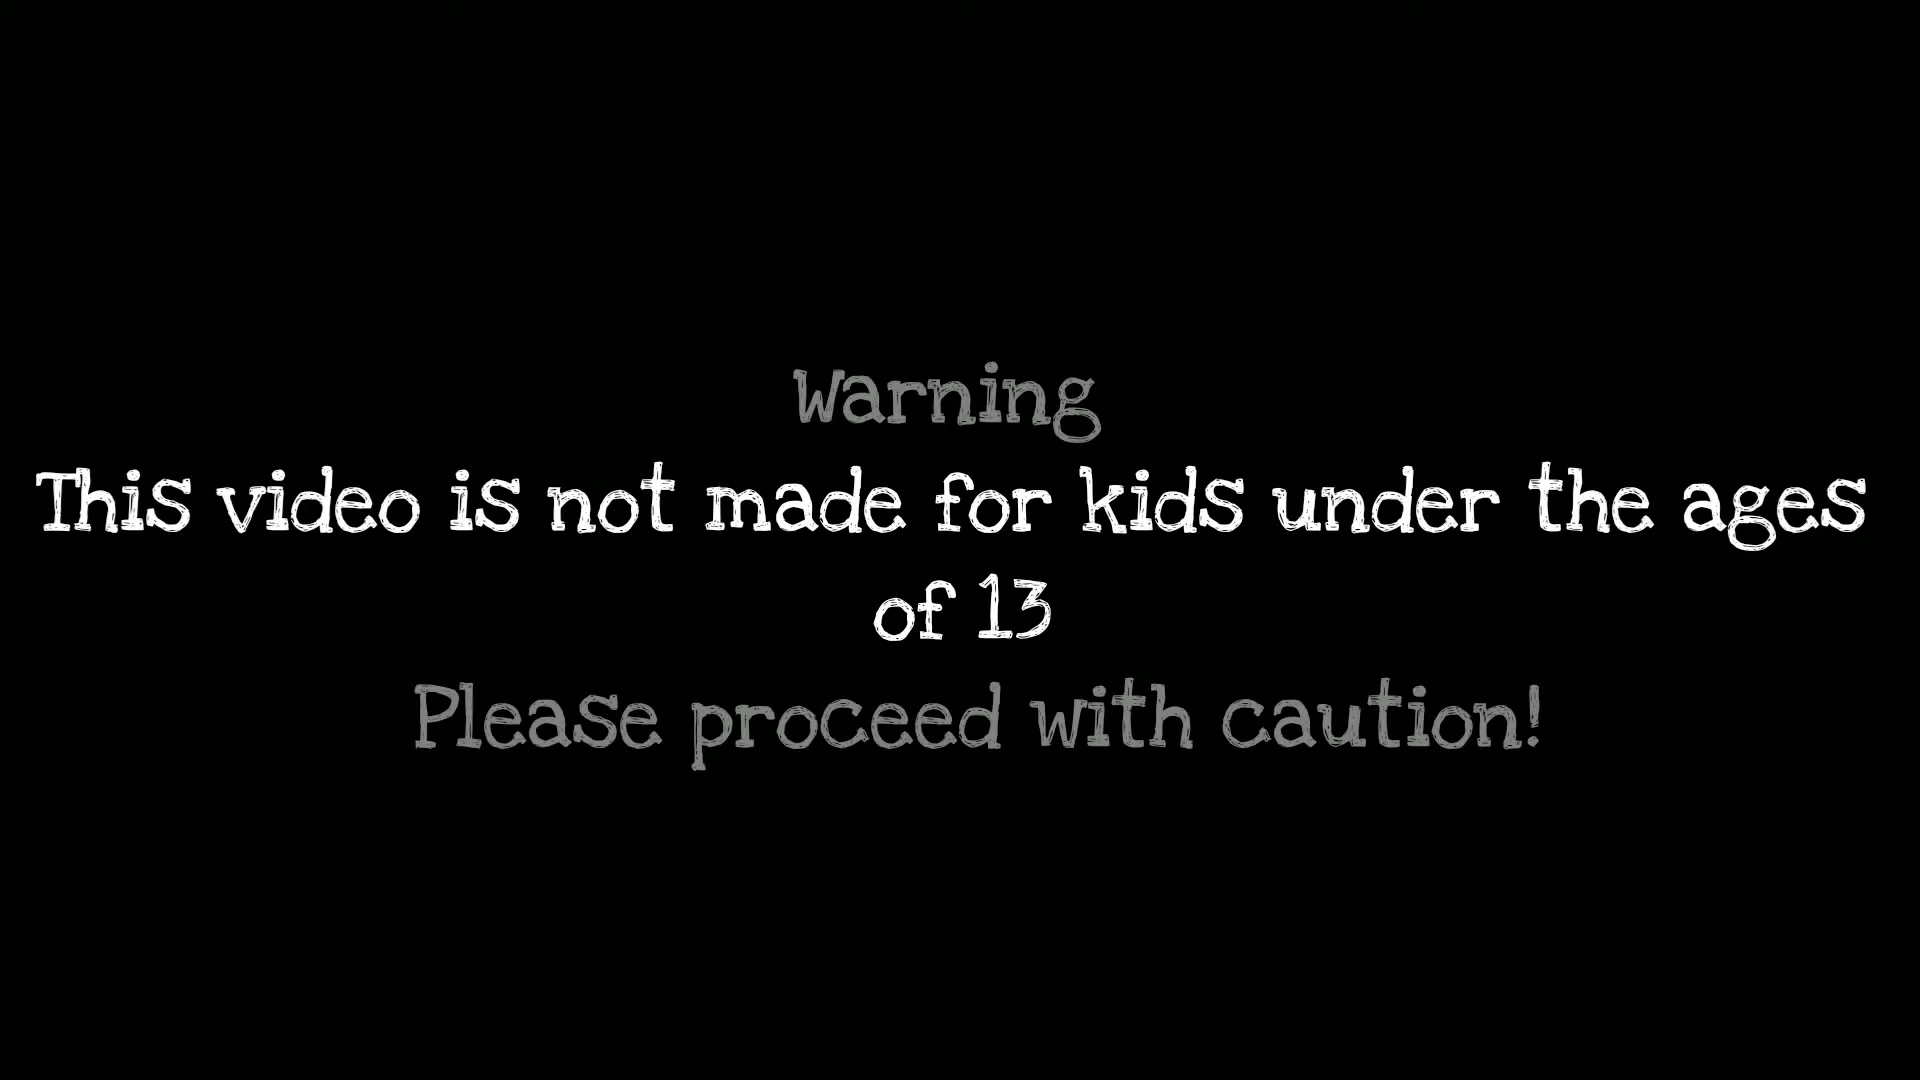 Warning
This video is not made for kids under the ages
of 13
Please proceed with caution!